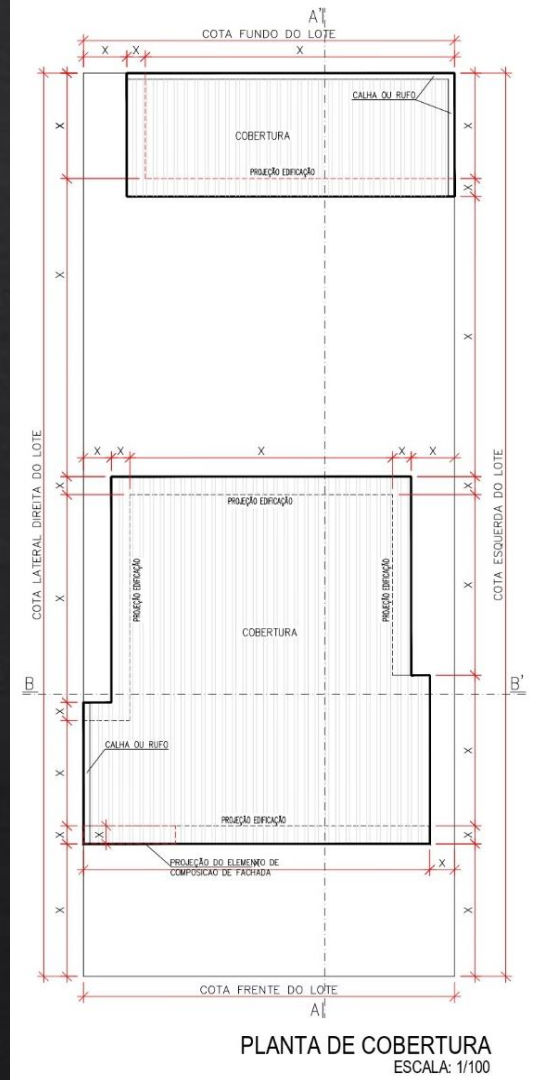 A'
COTA FUNDO DO LOTE
X X X
CALHA OU RUFO
X
X
COBERTURA
PROJEÇÃO EDIFICAÇÃO
X
X
X
COTA LATERAL DIREITA DO LOTE
COTA ESQUERDA DO LOTE
X X X X X
X
PROJEÇÃO EDIFICAÇÃO
PROJEÇÃO EDIFICAÇÃO
PROJEÇÃO EDIFICAÇÃO
X
X
COBERTURA
B
B'
X
CALHA OU RUFO
X
X
PROJEÇÃO EDIFICAÇÃO
X
X
X
PROJEÇÃO DO ELEMENTO DE
COMPOSICAO DE FACHADA
X
X
X
X
COTA FRENTE DO LOTE
A
PLANTA DE COBERTURA
ESCALA: 1/100